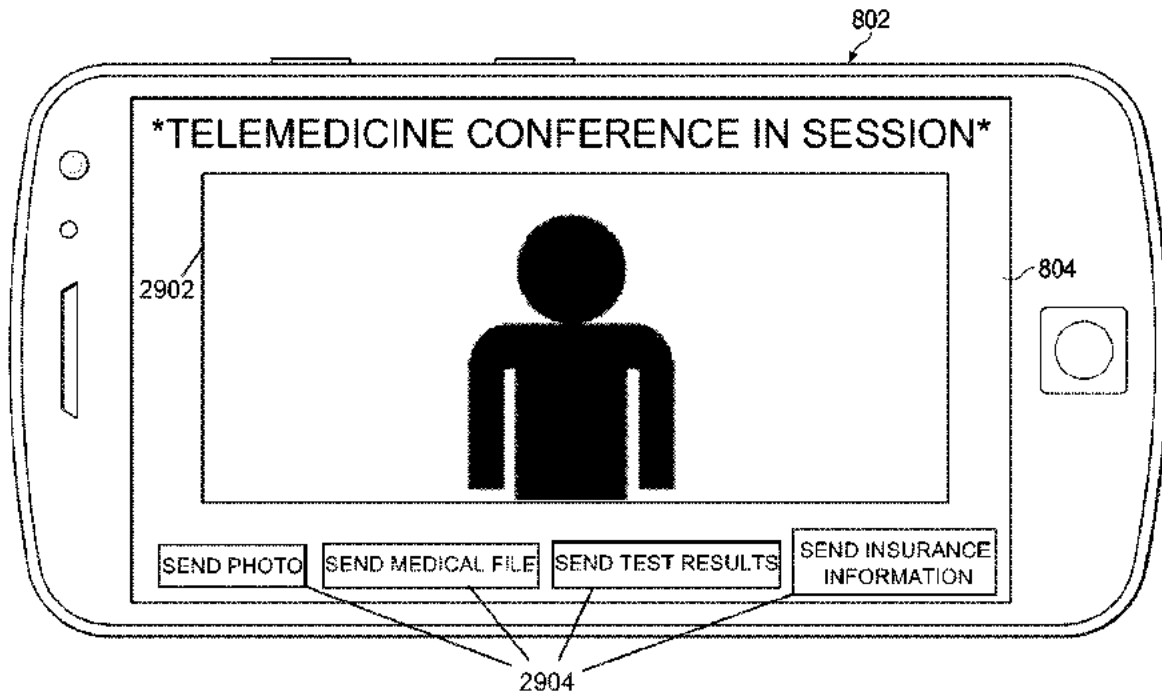 802
*TELEMEDICINE CONFERENCE IN SESSION*
2902
804
SEND PHOTO
SEND MEDICAL FILE
SEND TEST RESULTS
SEND INSURANCE
INFORMATION
2904